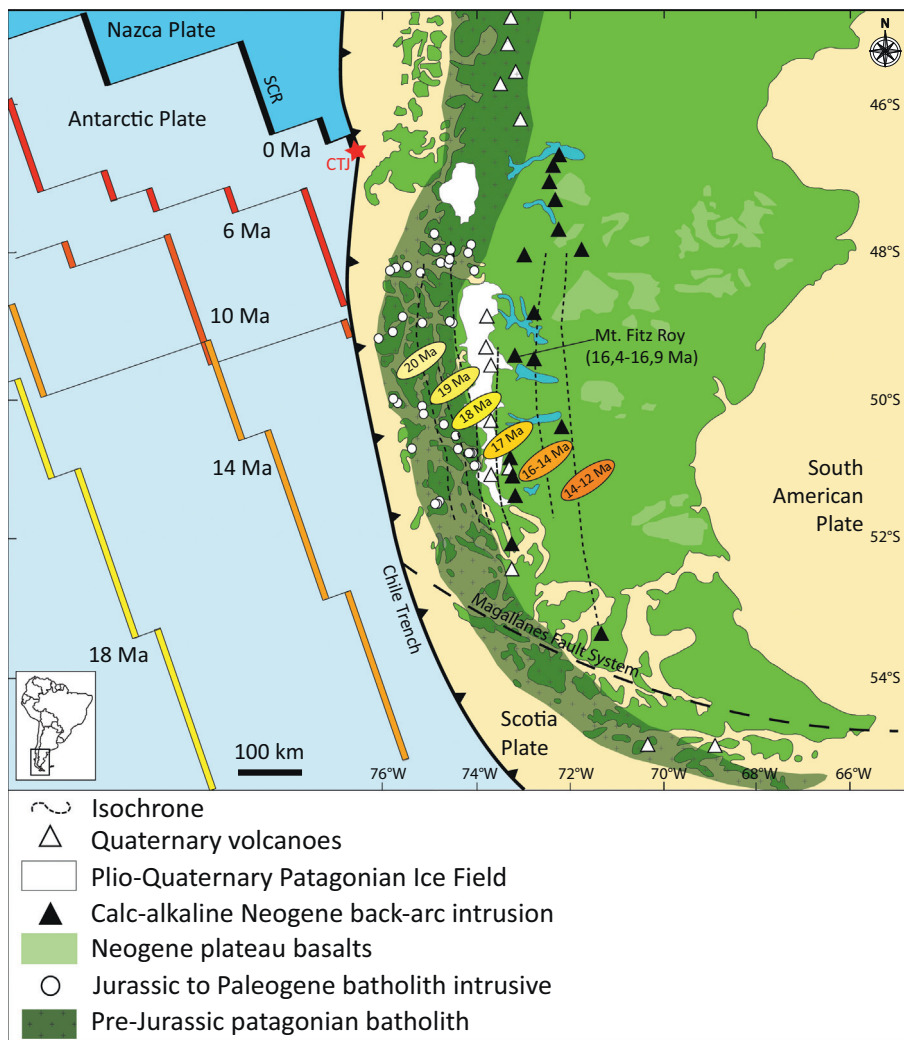 Nazca Plate
N
SCR
46°S
Antarctic Plate
0 Ma
CTJ
6 Ma
48°S
10 Ma
Mt. Fitz Roy
(16,4-16,9 Ma)
20 Ma
19 Ma
50°S
18 Ma
17 Ma
14 Ma
16-14 Ma
14-12 Ma
South
American
Plate
52°S
Chile Trench
Magallanes Fault System
18 Ma
54°S
Scotia
Plate
100 km
76°W
74°W
72°W
70°W
68°W
66°W
Isochrone
Quaternary volcanoes
Plio-Quaternary Patagonian Ice Field
Calc-alkaline Neogene back-arc intrusion
Neogene plateau basalts
Jurassic to Paleogene batholith intrusive
Pre-Jurassic patagonian batholith